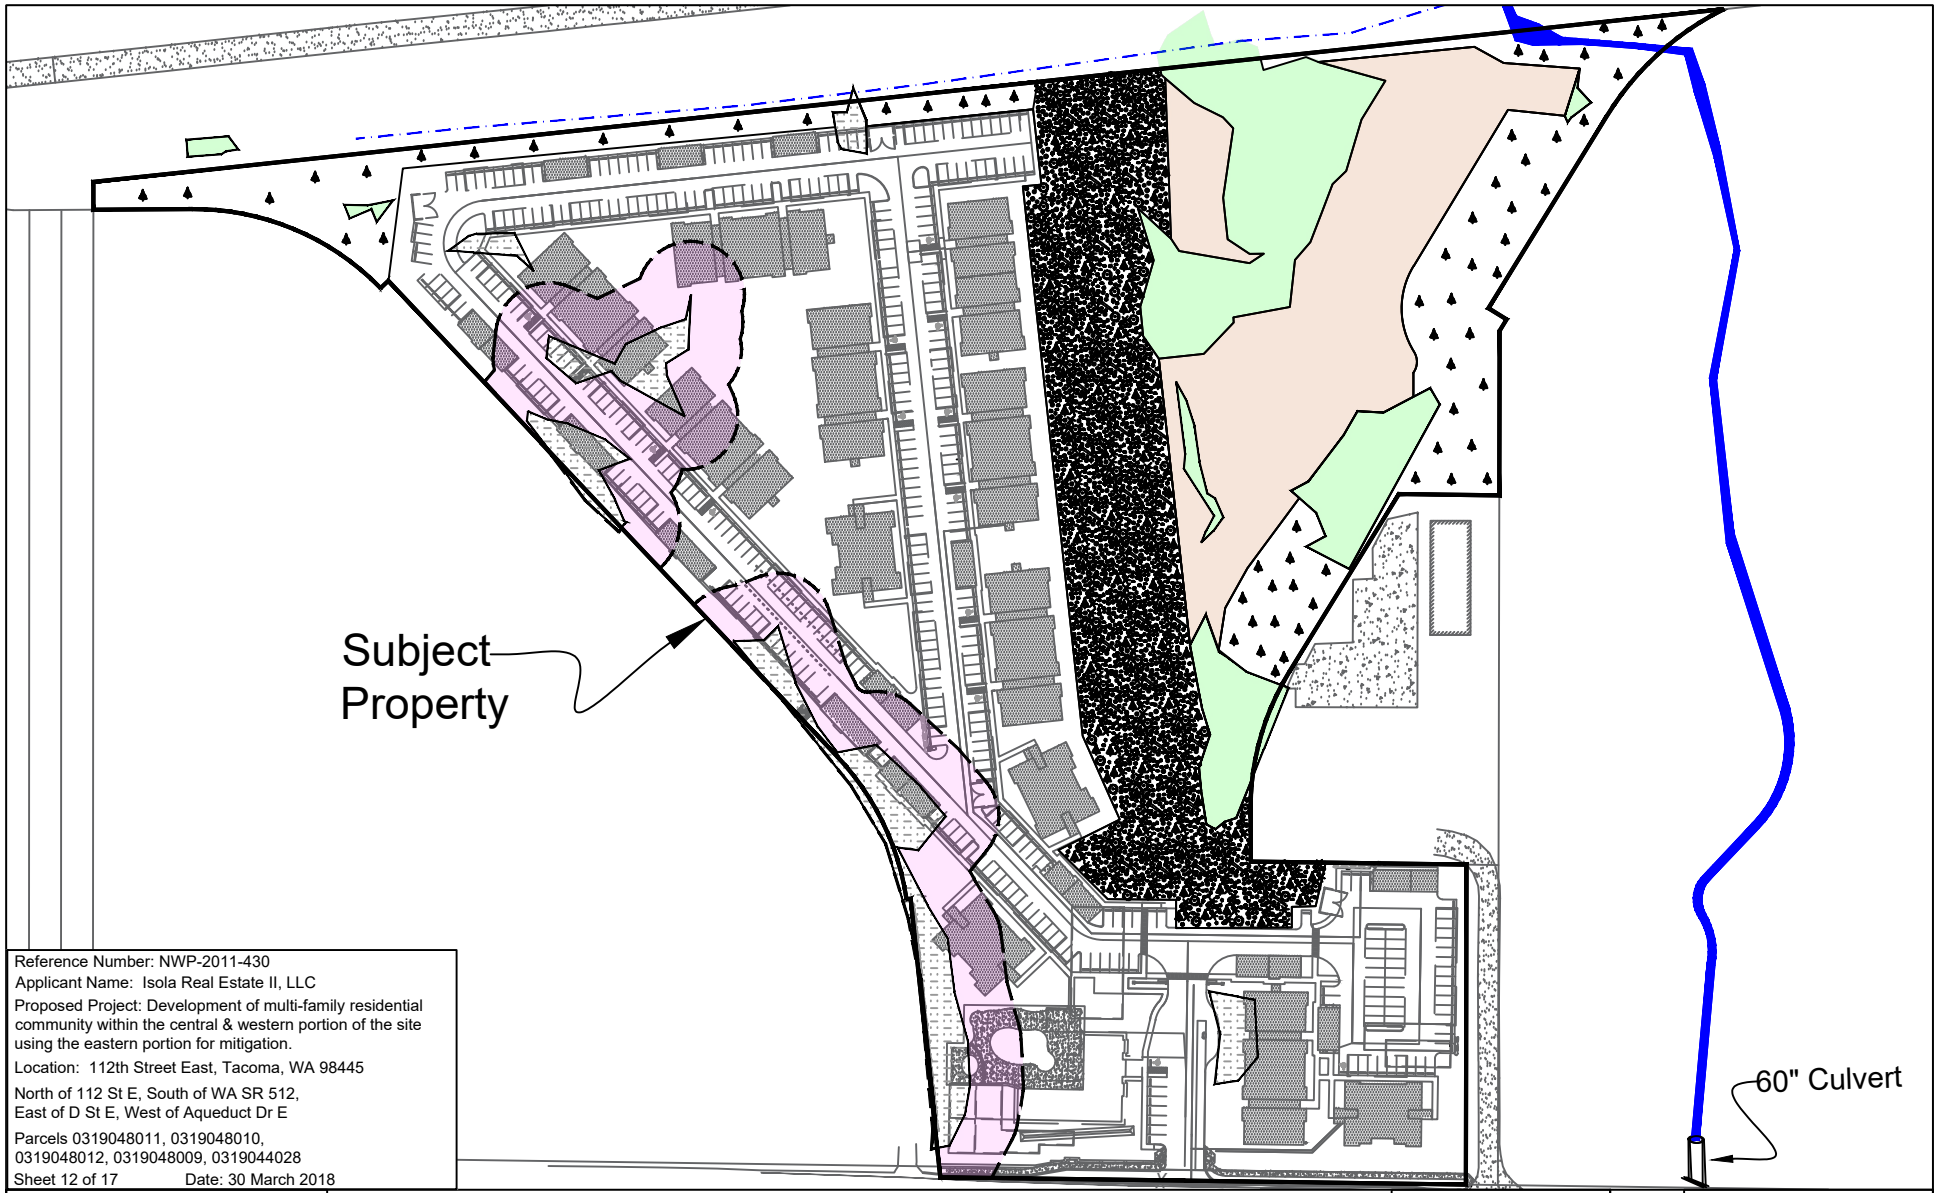 Subject
Property
60" Culvert
Reference Number: NWP-2011-430
Applicant Name: Isola Real Estate II, LLC
Proposed Project: Development of multi-family residential
community within the central & western portion of the site
using the eastern portion for mitigation.
Location: 112th Street East, Tacoma, WA 98445
North of 112 St E, South of WA SR 512,
East of D St E, West of Aqueduct Dr E
Parcels 0319048011, 0319048010,
0319048012, 0319048009, 0319044028
Sheet 12 of 17 Date: 30 March 2018